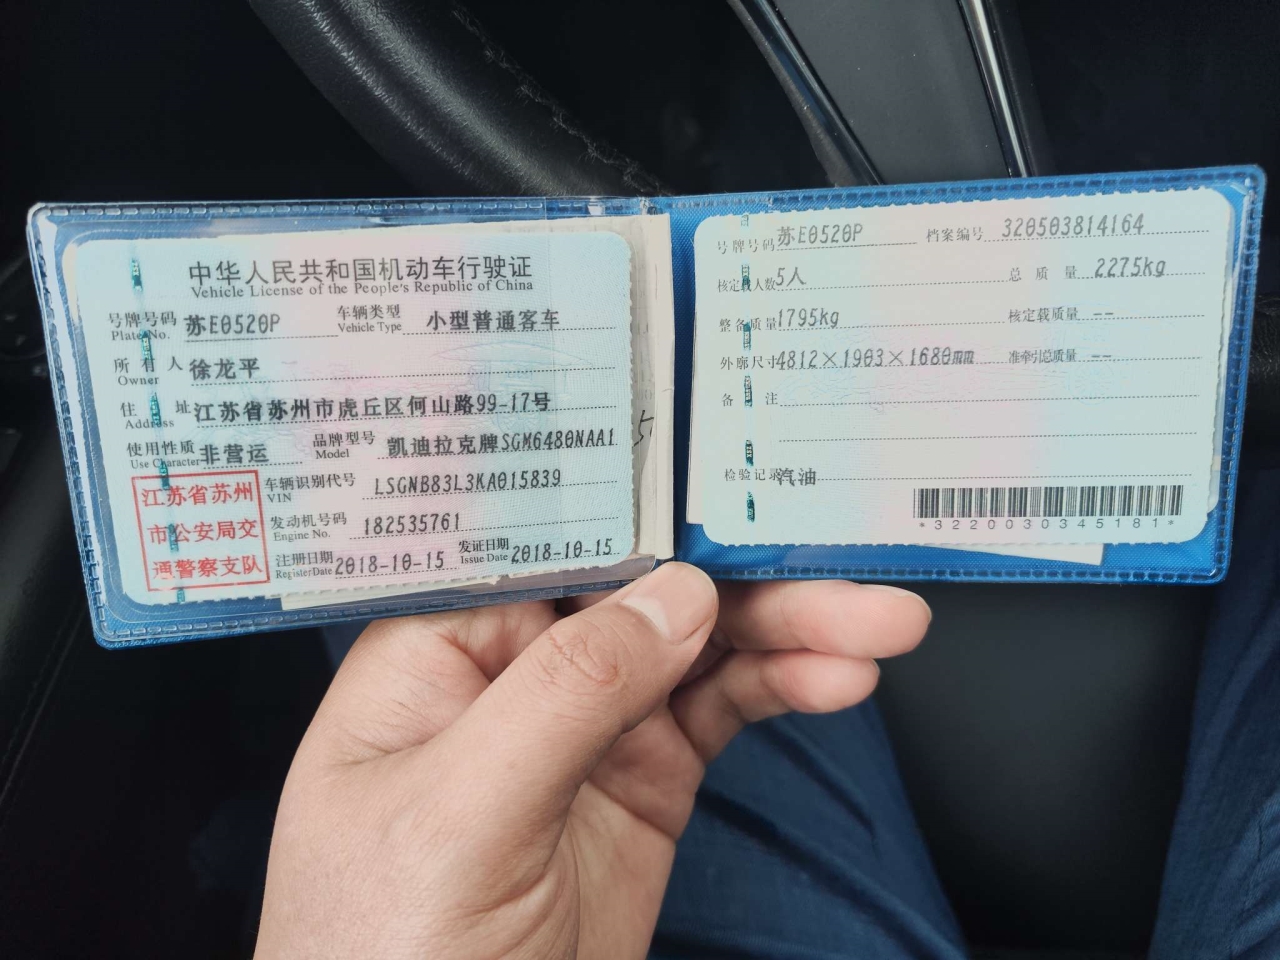 中华人民共和国机动车行驶证
Vehicle License of the People's Republic of China
号牌号码 苏E0520P 车辆类型 小型普通客车
Plate No. Vehicle Type
所有人 徐龙平
Owner
住址 江苏省苏州市虎丘区何山路99-17号
Address
使用性质 非营运 品牌型号 凯迪拉克牌SGM6480NAA1
Use Character Model
江苏省苏州
市公安局交
通警察支队
车辆识别代号 LSGNB83L3KA015839
VIN
发动机号码 182535761
Engine No.
注册日期 2018-10-15 发证日期 2018-10-15
Register Date Issue Date
号牌号码 苏E0520P 档案编号 320503814164
核定载人数 5人 总质量 2275kg
整备质量 1795kg 核定载质量 --
外廓尺寸 4812×1903×1680mm 准牵引总质量 --
备注
检验记录 汽油
*3220030345181*